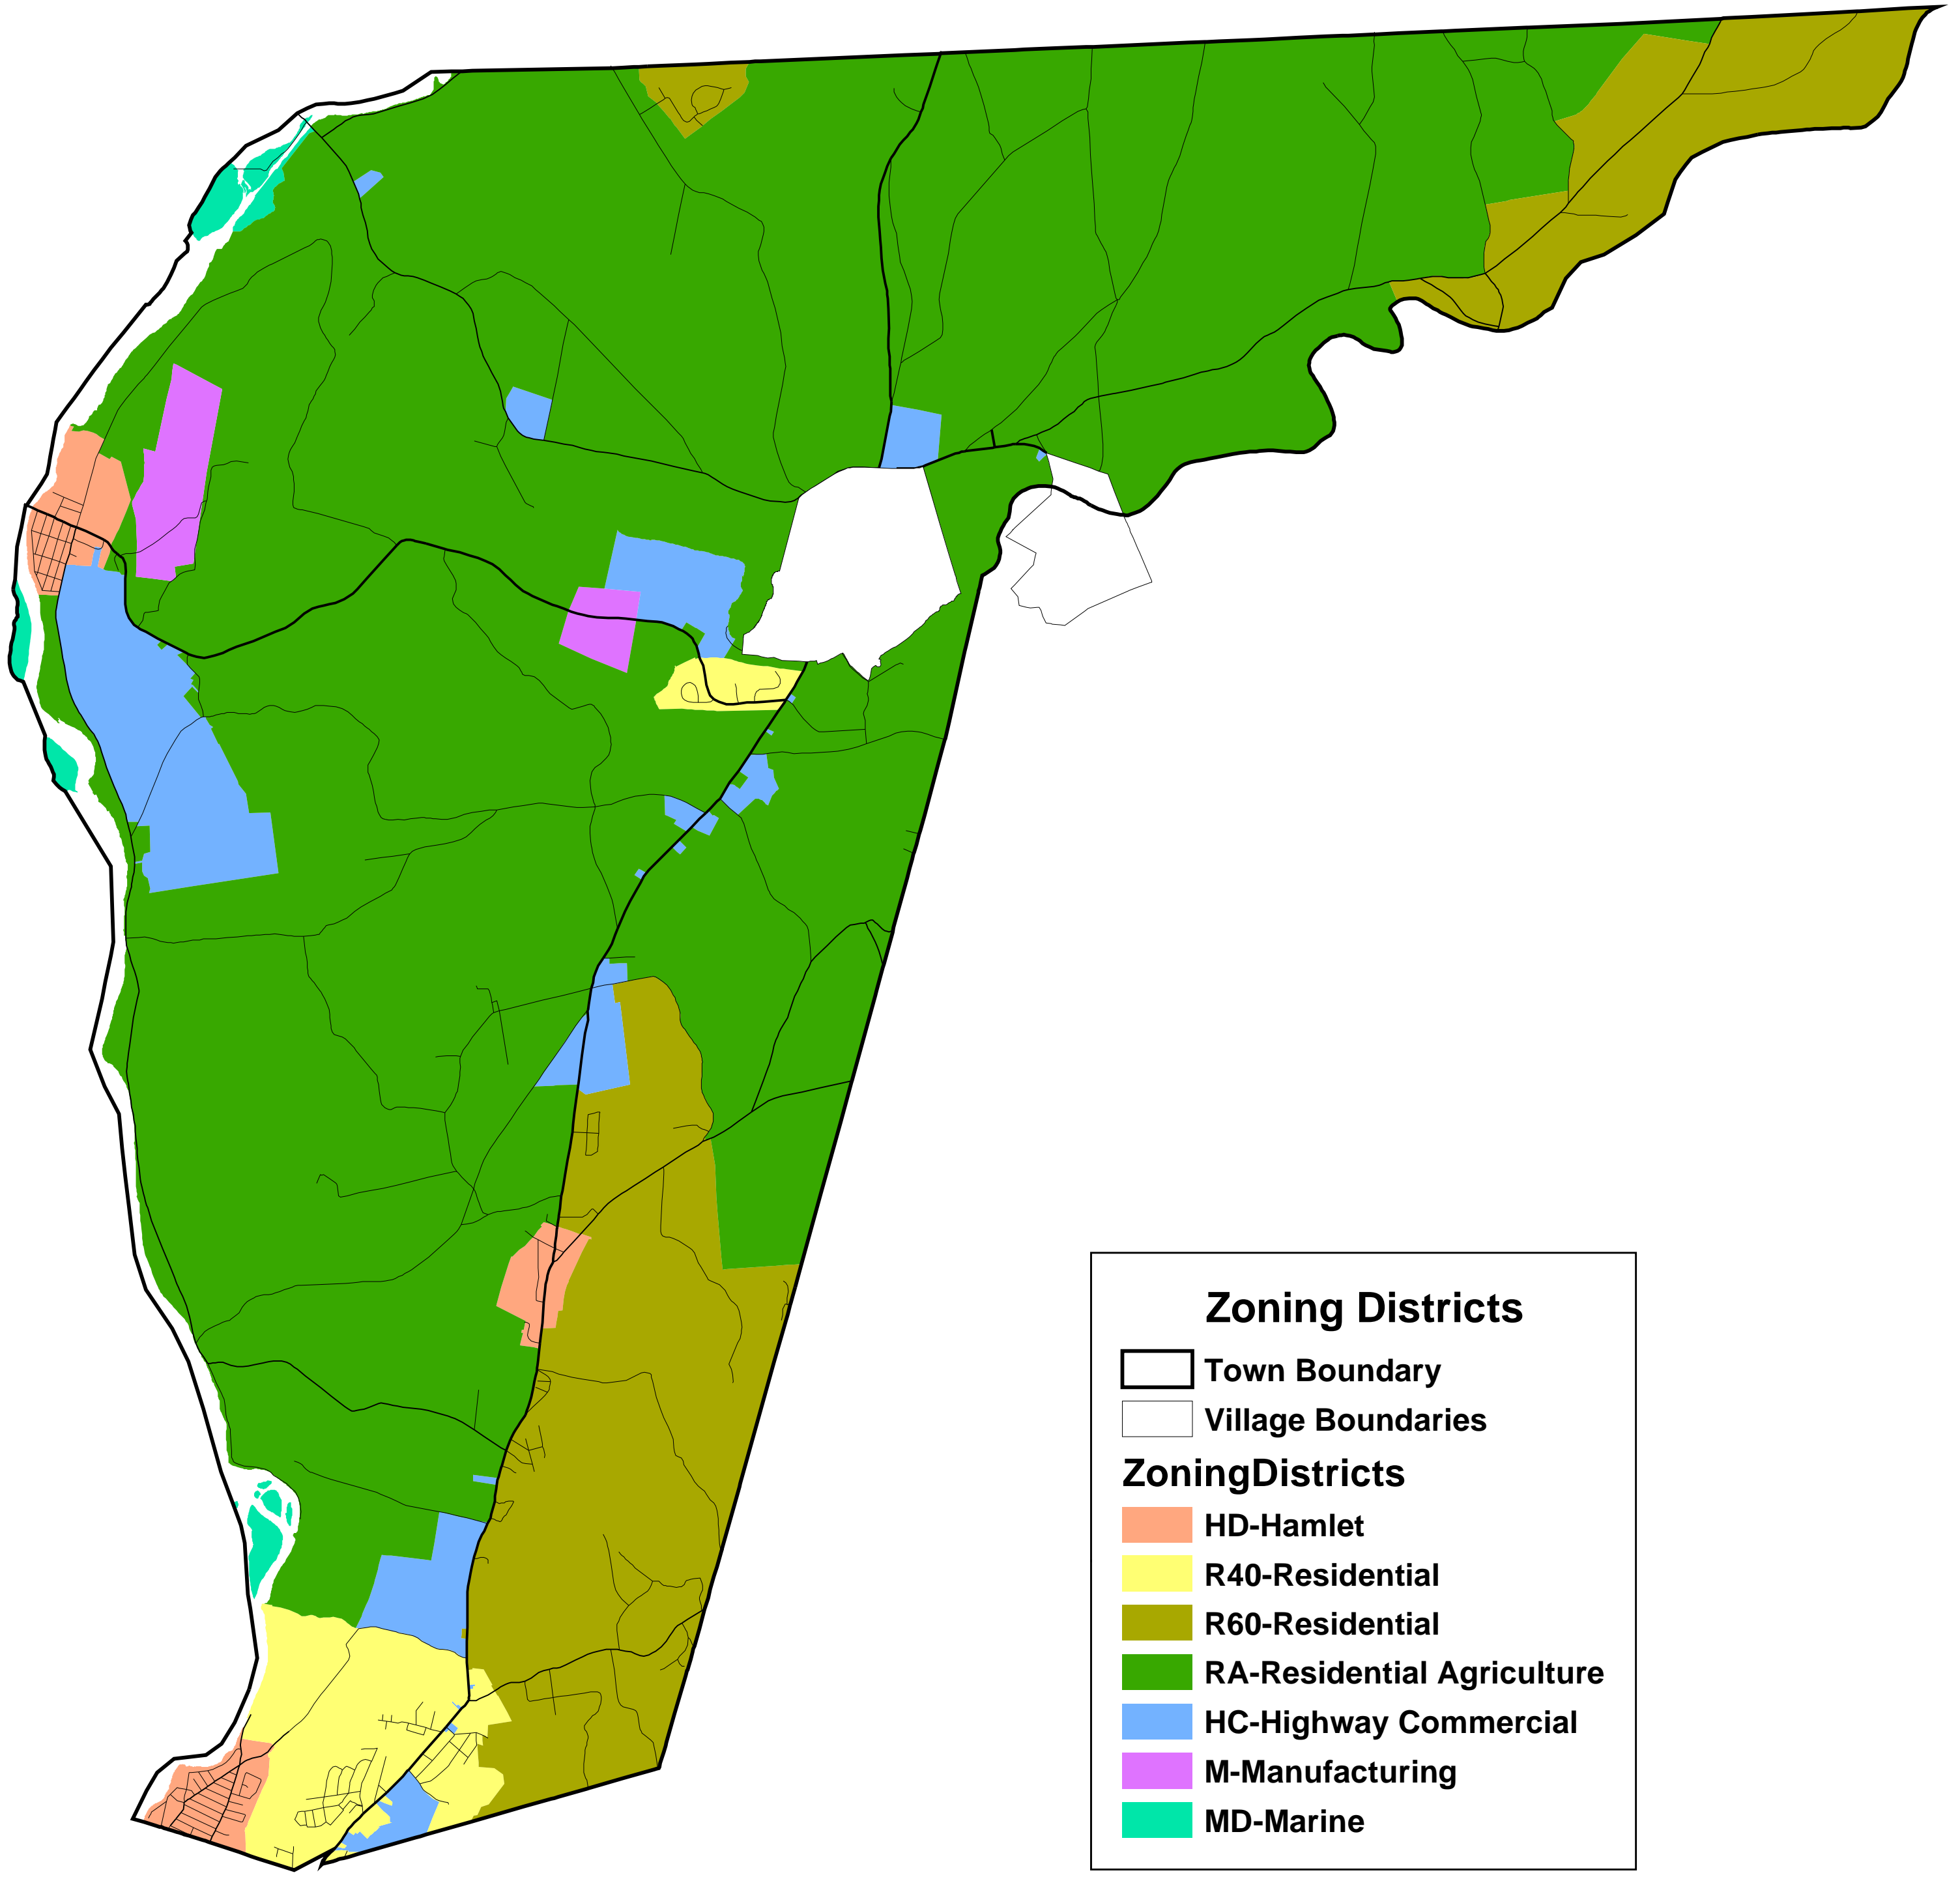 Zoning Districts
Town Boundary
Village Boundaries
ZoningDistricts
HD-Hamlet
R40-Residential
R60-Residential
RA-Residential Agriculture
HC-Highway Commercial
M-Manufacturing
MD-Marine